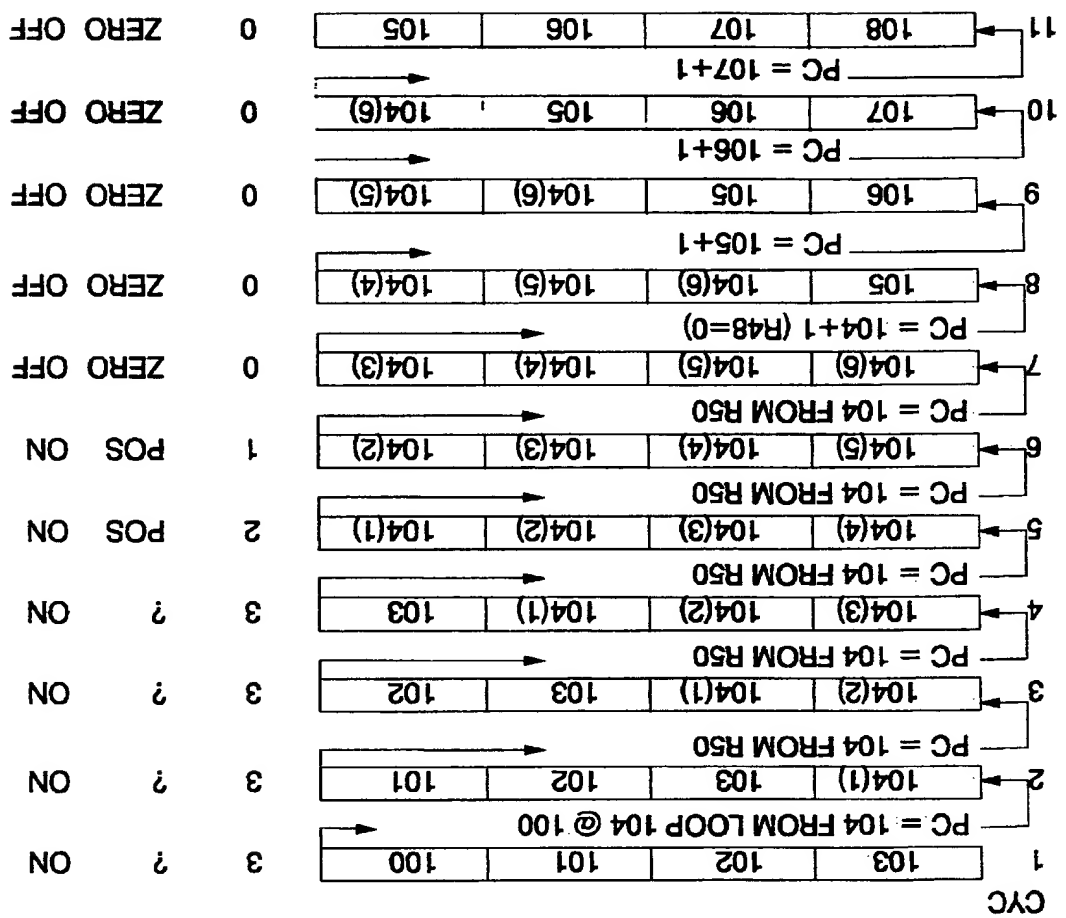 CYC
1 103 102 101 100 3 ? ON
PC = 104 FROM LOOP 104 @ 100
2 104(1) 103 102 101 3 ? ON
PC = 104 FROM R50
3 104(2) 104(1) 103 102 3 ? ON
PC = 104 FROM R50
4 104(3) 104(2) 104(1) 103 3 ? ON
PC = 104 FROM R50
5 104(4) 104(3) 104(2) 104(1) 2 POS ON
PC = 104 FROM R50
6 104(5) 104(4) 104(3) 104(2) 1 POS ON
PC = 104 FROM R50
7 104(6) 104(5) 104(4) 104(3) 0 ZERO OFF
PC = 104+1 (R48=0)
8 105 104(6) 104(5) 104(4) 0 ZERO OFF
PC = 105+1
9 106 105 104(6) 104(5) 0 ZERO OFF
PC = 106+1
10 107 106 105 104(6) 0 ZERO OFF
PC = 107+1
11 108 107 106 105 0 ZERO OFF